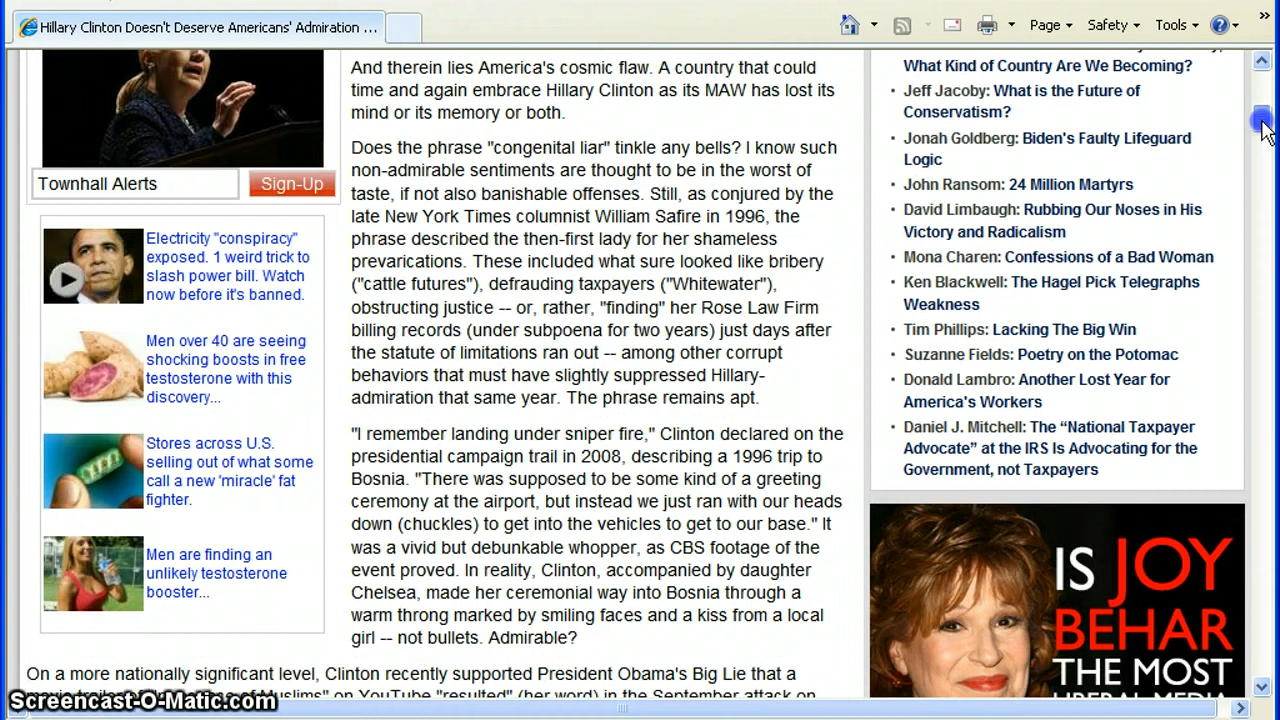 Hillary Clinton Doesn't Deserve Americans' Admiration ...
Page
Safety
Tools
Townhall Alerts
Sign-Up
Electricity "conspiracy"
exposed. 1 weird trick to
slash power bill. Watch
now before it's banned.
Men over 40 are seeing
shocking boosts in free
testosterone with this
discovery...
Stores across U.S.
selling out of what some
call a new 'miracle' fat
fighter.
Men are finding an
unlikely testosterone
booster...
And therein lies America's cosmic flaw. A country that could
time and again embrace Hillary Clinton as its MAW has lost its
mind or its memory or both.
Does the phrase "congenital liar" tinkle any bells? I know such
non-admirable sentiments are thought to be in the worst of
taste, if not also banishable offenses. Still, as conjured by the
late New York Times columnist William Safire in 1996, the
phrase described the then-first lady for her shameless
prevarications. These included what sure looked like bribery
("cattle futures"), defrauding taxpayers ("Whitewater"),
obstructing justice -- or, rather, "finding" her Rose Law Firm
billing records (under subpoena for two years) just days after
the statute of limitations ran out -- among other corrupt
behaviors that must have slightly suppressed Hillary-
admiration that same year. The phrase remains apt.
"I remember landing under sniper fire," Clinton declared on the
presidential campaign trail in 2008, describing a 1996 trip to
Bosnia. "There was supposed to be some kind of a greeting
ceremony at the airport, but instead we just ran with our heads
down (chuckles) to get into the vehicles to get to our base." It
was a vivid but debunkable whopper, as CBS footage of the
event proved. In reality, Clinton, accompanied by daughter
Chelsea, made her ceremonial way into Bosnia through a
warm throng marked by smiling faces and a kiss from a local
girl -- not bullets. Admirable?
On a more nationally significant level, Clinton recently supported President Obama's Big Lie that a
Muslims" on YouTube "resulted" (her word) in the September attack on
What Kind of Country Are We Becoming?
Jeff Jacoby: What is the Future of
Conservatism?
Jonah Goldberg: Biden's Faulty Lifeguard
Logic
John Ransom: 24 Million Martyrs
David Limbaugh: Rubbing Our Noses in His
Victory and Radicalism
Mona Charen: Confessions of a Bad Woman
Ken Blackwell: The Hagel Pick Telegraphs
Weakness
Tim Phillips: Lacking The Big Win
Suzanne Fields: Poetry on the Potomac
Donald Lambro: Another Lost Year for
America's Workers
Daniel J. Mitchell: The “National Taxpayer
Advocate” at the IRS Is Advocating for the
Government, not Taxpayers
IS JOY
BEHAR
THE MOST
LIBERAL MEDIA
Screencast-O-Matic.com